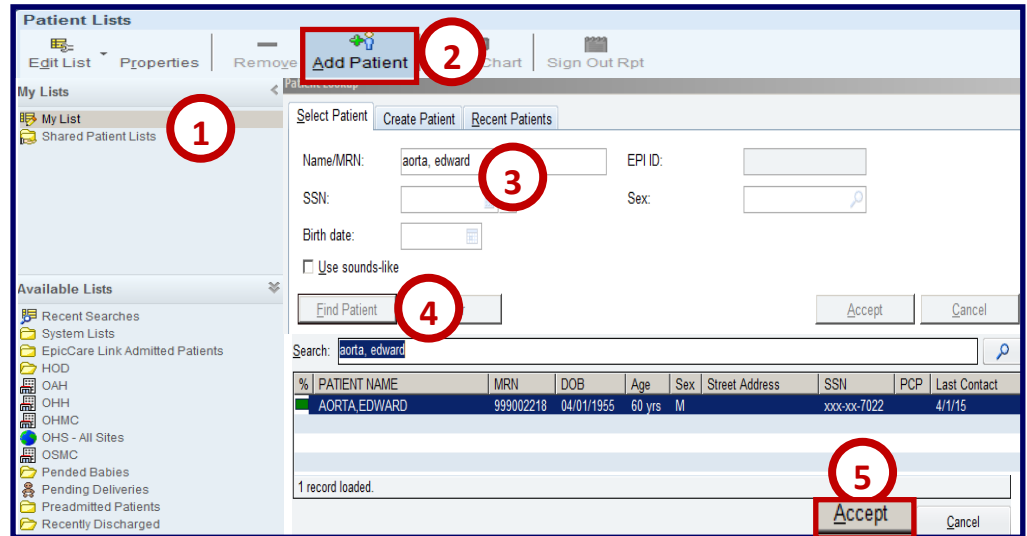 Patient Lists
Edit List Properties Remove Add Patient 2 Chart Sign Out Rpt
My Lists
My List
Shared Patient Lists
1
Available Lists
Recent Searches
System Lists
EpicCare Link Admitted Patients
HOD
OAH
OHH
OHMC
OHS - All Sites
OSMC
Pended Babies
Pending Deliveries
Preadmitted Patients
Recently Discharged
Patient Lookup
Select Patient Create Patient Recent Patients
Name/MRN: aorta, edward EPI ID:
3
SSN: Sex:
Birth date:
Use sounds-like
Find Patient 4 Accept Cancel
Search: aorta, edward
% PATIENT NAME MRN DOB Age Sex Street Address SSN PCP Last Contact
AORTA,EDWARD 999002218 04/01/1955 60 yrs M xxx-xx-7022 4/1/15
5
1 record loaded.
Accept Cancel